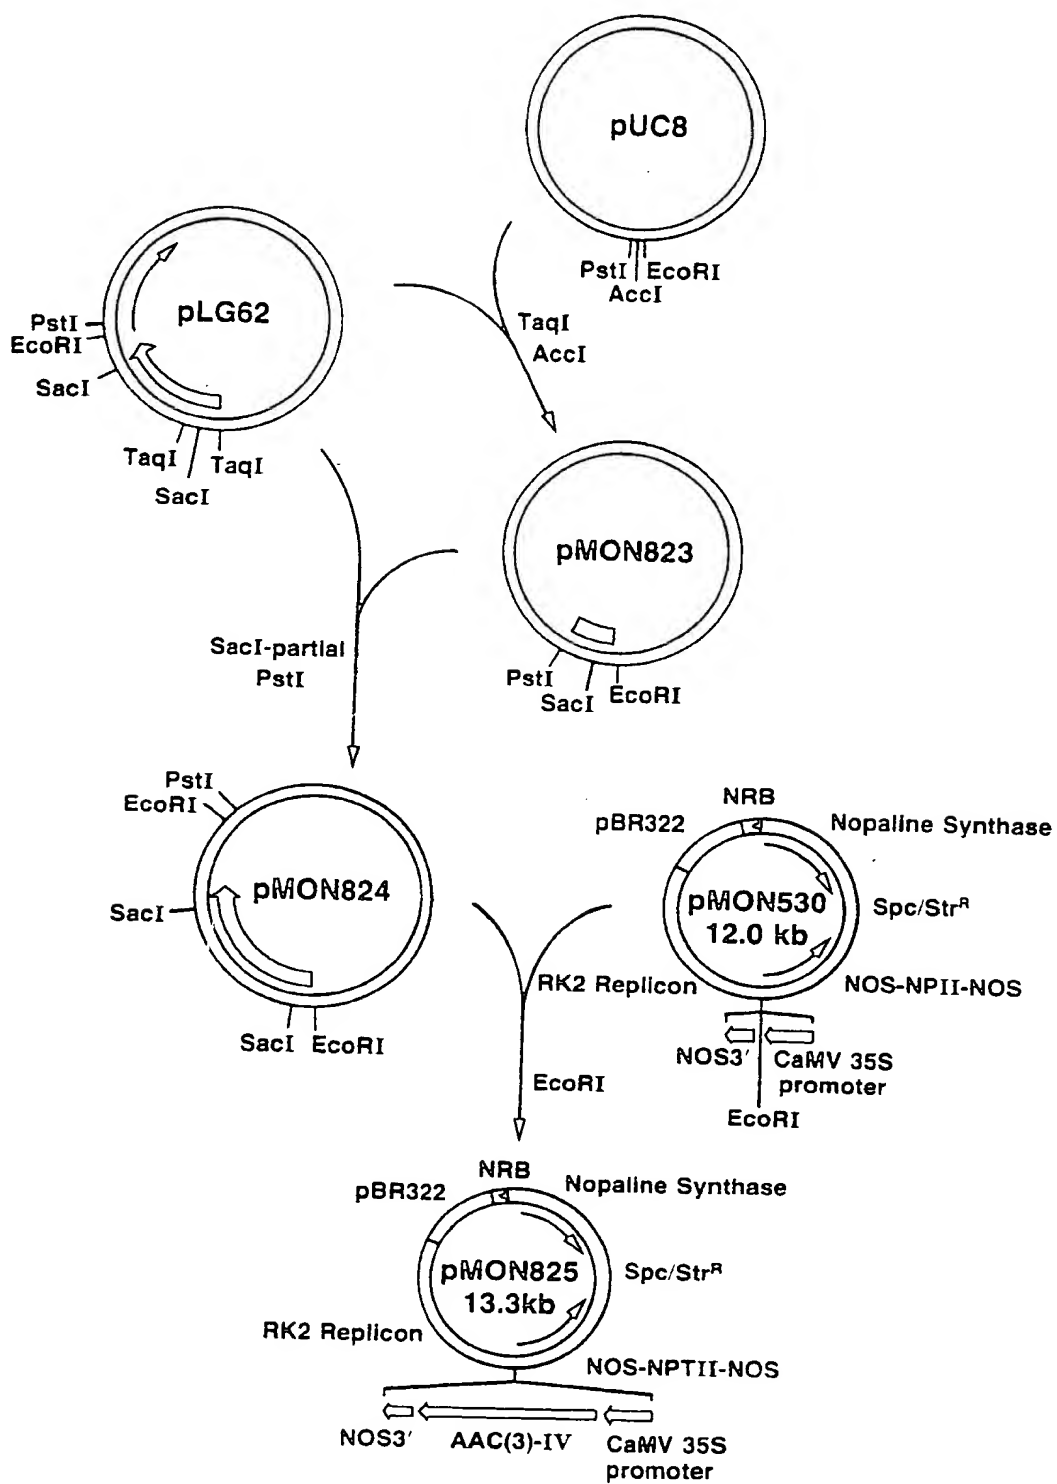 pUC8
PstI
EcoRI
AccI
pLG62
PstI
EcoRI
SacI
TaqI
TaqI
SacI
TaqI
AccI
pMON823
PstI
SacI
EcoRI
SacI-partial
PstI
PstI
EcoRI
pMON824
SacI
SacI
EcoRI
NRB
pBR322
Nopaline Synthase
pMON530
12.0 kb
Spc/Strᴿ
RK2 Replicon
NOS-NPII-NOS
NOS3′
CaMV 35S
promoter
EcoRI
EcoRI
NRB
pBR322
Nopaline Synthase
pMON825
13.3kb
Spc/Strᴿ
RK2 Replicon
NOS-NPTII-NOS
NOS3′
AAC(3)-IV
CaMV 35S
promoter